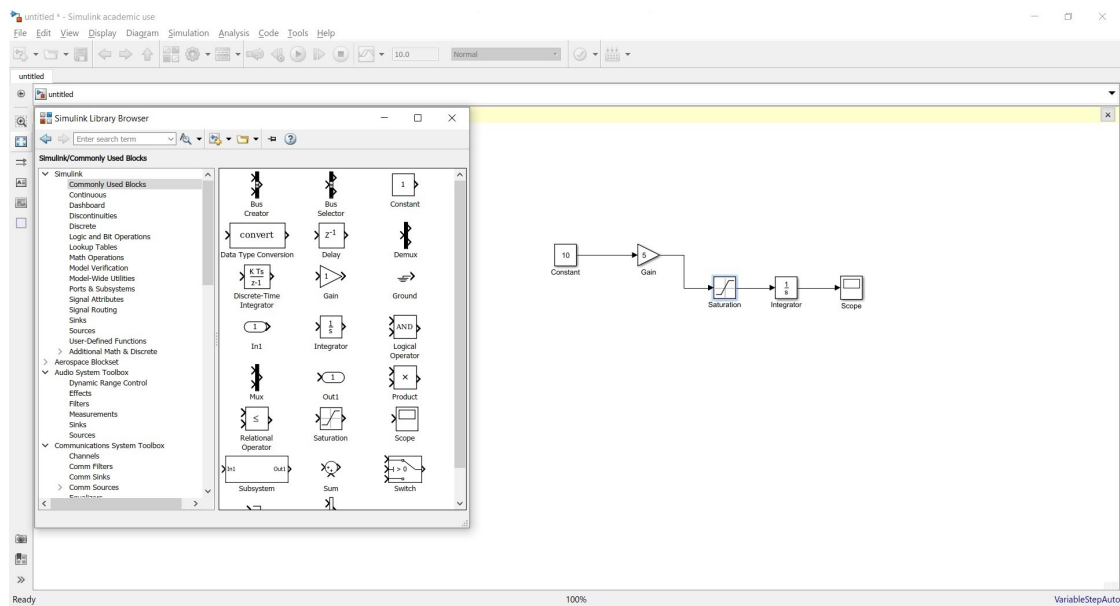 untitled * - Simulink academic use
File Edit View Display Diagram Simulation Analysis Code Tools Help
10.0 Normal
untitled
untitled
Simulink Library Browser
Enter search term
Simulink/Commonly Used Blocks
Simulink
Commonly Used Blocks
Continuous
Dashboard
Discontinuities
Discrete
Logic and Bit Operations
Lookup Tables
Math Operations
Model Verification
Model-Wide Utilities
Ports & Subsystems
Signal Attributes
Signal Routing
Sinks
Sources
User-Defined Functions
Additional Math & Discrete
Aerospace Blockset
Audio System Toolbox
Dynamic Range Control
Effects
Filters
Measurements
Sinks
Sources
Communications System Toolbox
Channels
Comm Filters
Comm Sinks
Comm Sources
1
Bus Creator
Bus Selector
Constant
convert
z-1
Data Type Conversion
Delay
Demux
K Ts
z-1
1
Discrete-Time Integrator
Gain
Ground
1
1
s
AND
In1
Integrator
Logical Operator
1
×
Mux
Out1
Product
≤
Relational Operator
Saturation
Scope
In1 Out1
> 0
Subsystem
Sum
Switch
10
Constant
5
Gain
Saturation
1
s
Integrator
Scope
Ready
100%
VariableStepAuto